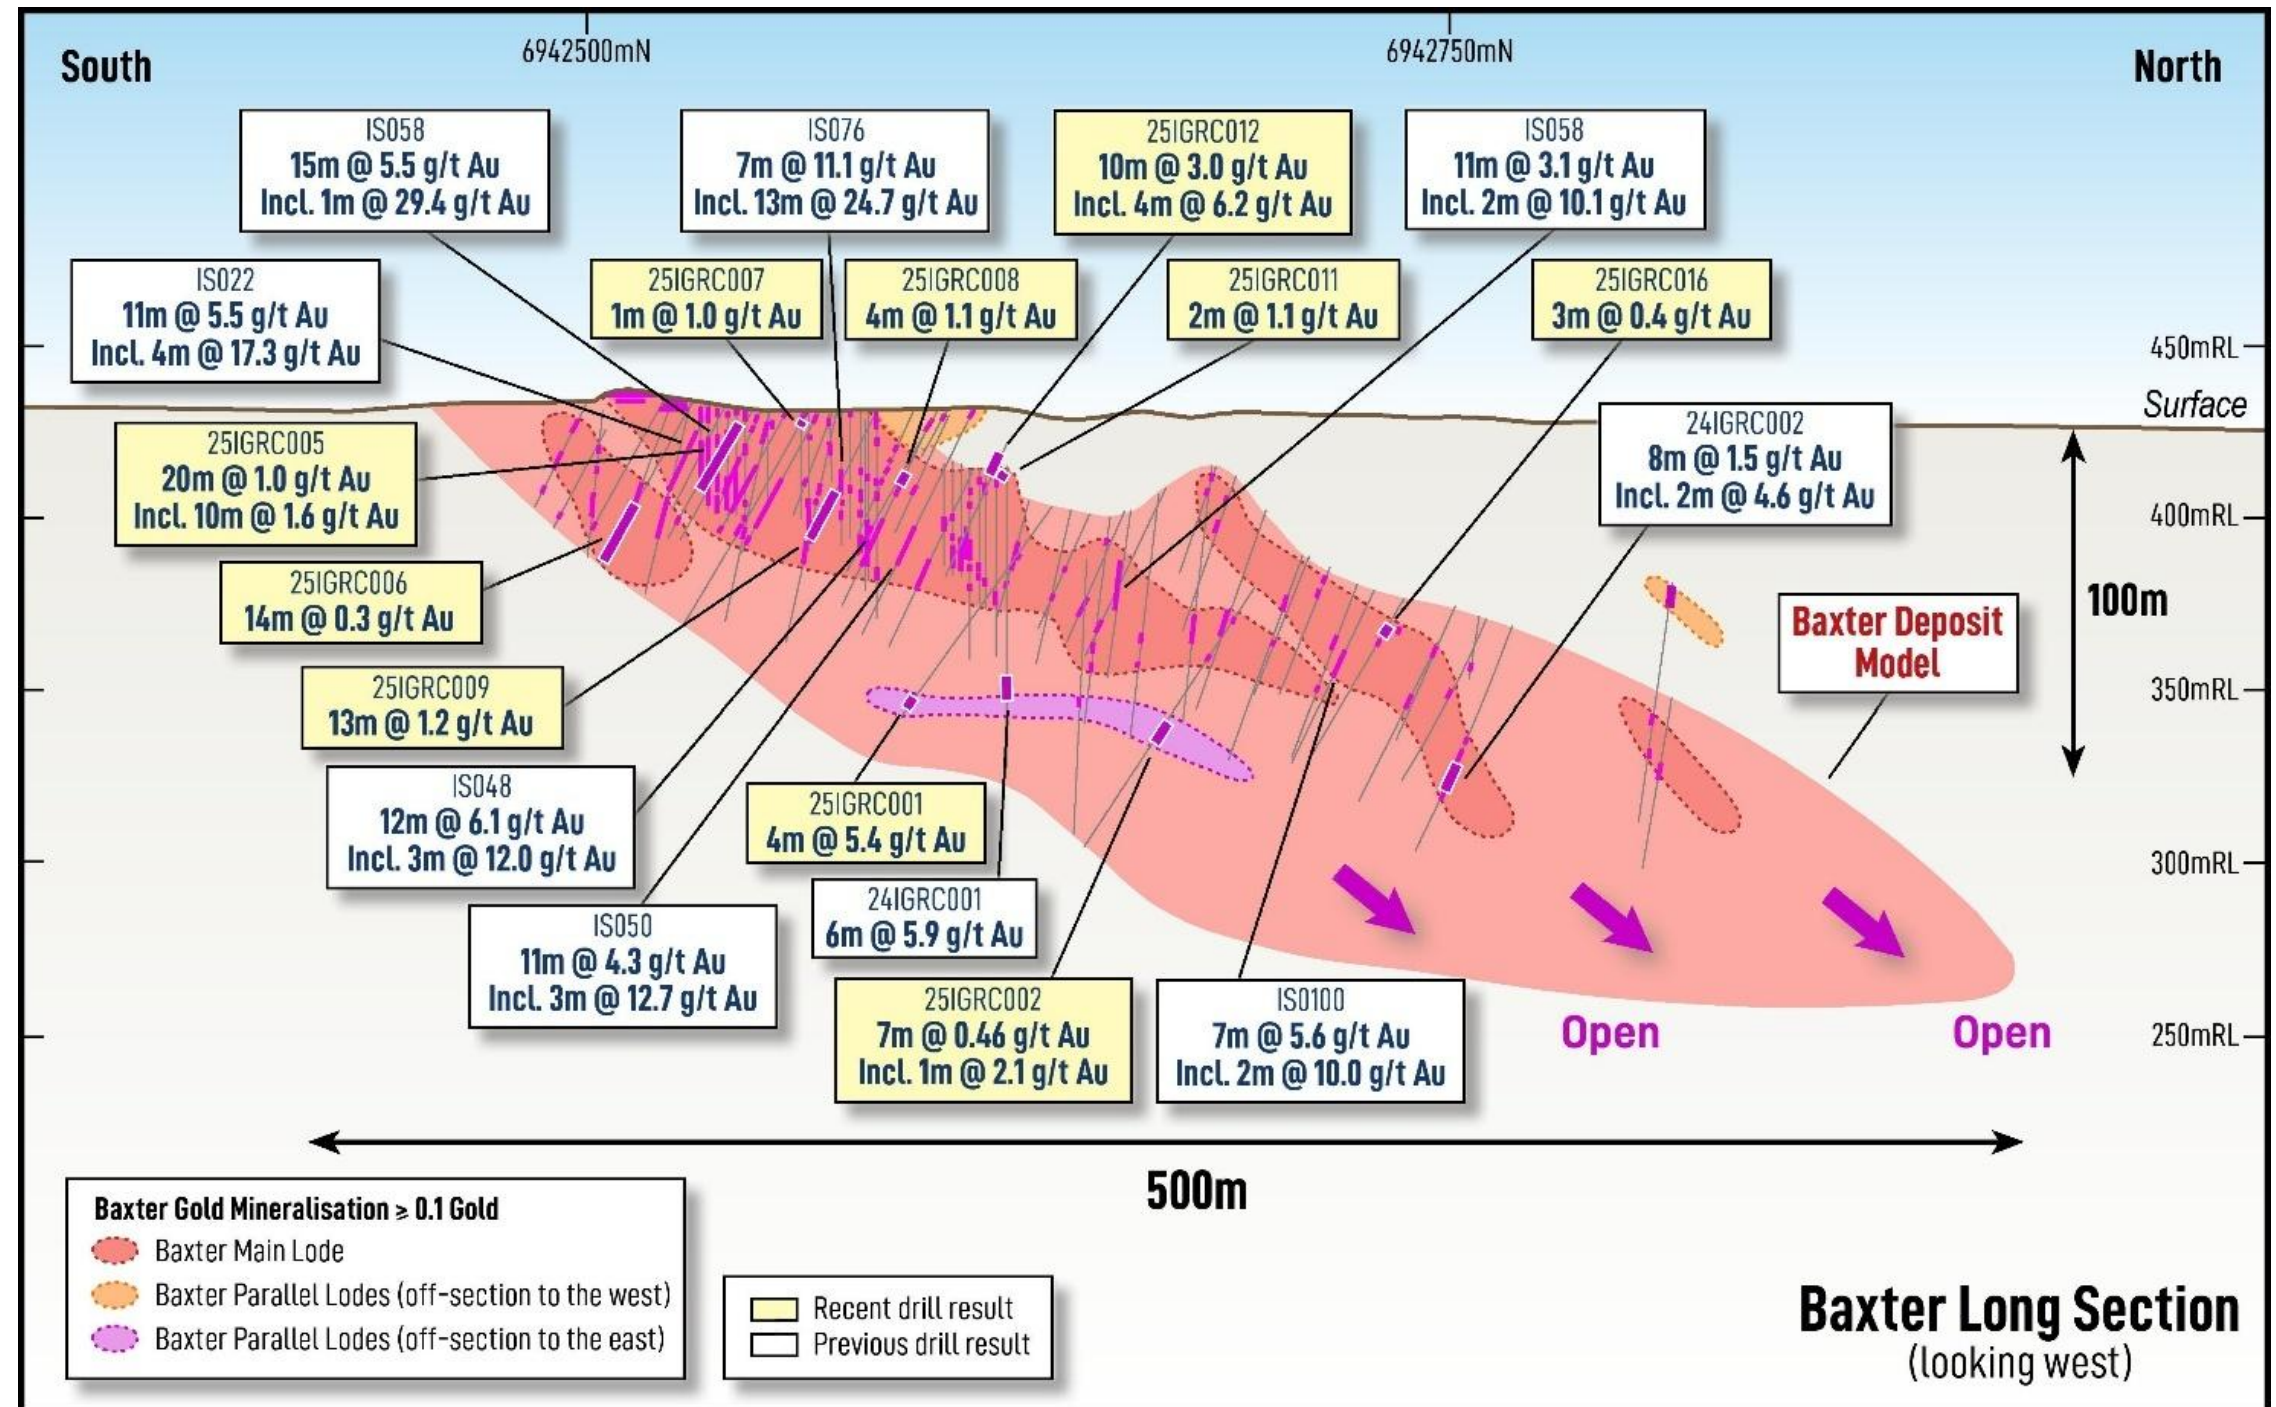 6942500mN
6942750mN
South
North
IS058
15m @ 5.5 g/t Au
Incl. 1m @ 29.4 g/t Au
IS076
7m @ 11.1 g/t Au
Incl. 13m @ 24.7 g/t Au
25IGRC012
10m @ 3.0 g/t Au
Incl. 4m @ 6.2 g/t Au
IS058
11m @ 3.1 g/t Au
Incl. 2m @ 10.1 g/t Au
IS022
11m @ 5.5 g/t Au
Incl. 4m @ 17.3 g/t Au
25IGRC007
1m @ 1.0 g/t Au
25IGRC008
4m @ 1.1 g/t Au
25IGRC011
2m @ 1.1 g/t Au
25IGRC016
3m @ 0.4 g/t Au
450mRL
Surface
25IGRC005
20m @ 1.0 g/t Au
Incl. 10m @ 1.6 g/t Au
24IGRC002
8m @ 1.5 g/t Au
Incl. 2m @ 4.6 g/t Au
400mRL
25IGRC006
14m @ 0.3 g/t Au
100m
Baxter Deposit
Model
25IGRC009
13m @ 1.2 g/t Au
350mRL
IS048
12m @ 6.1 g/t Au
Incl. 3m @ 12.0 g/t Au
25IGRC001
4m @ 5.4 g/t Au
300mRL
24IGRC001
6m @ 5.9 g/t Au
IS050
11m @ 4.3 g/t Au
Incl. 3m @ 12.7 g/t Au
25IGRC002
7m @ 0.46 g/t Au
Incl. 1m @ 2.1 g/t Au
IS0100
7m @ 5.6 g/t Au
Incl. 2m @ 10.0 g/t Au
Open
Open
250mRL
500m
Baxter Gold Mineralisation ≥ 0.1 Gold
Baxter Main Lode
Baxter Parallel Lodes (off-section to the west)
Baxter Parallel Lodes (off-section to the east)
Recent drill result
Previous drill result
Baxter Long Section
(looking west)